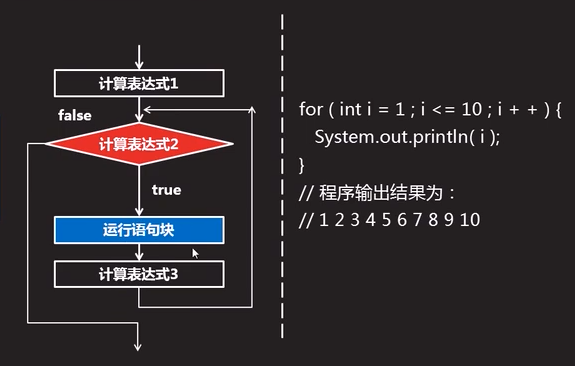 计算表达式1
false
计算表达式2
true
运行语句块
计算表达式3
for ( int i = 1 ; i <= 10 ; i + + ) {
System.out.println( i );
}
// 程序输出结果为：
// 1 2 3 4 5 6 7 8 9 10